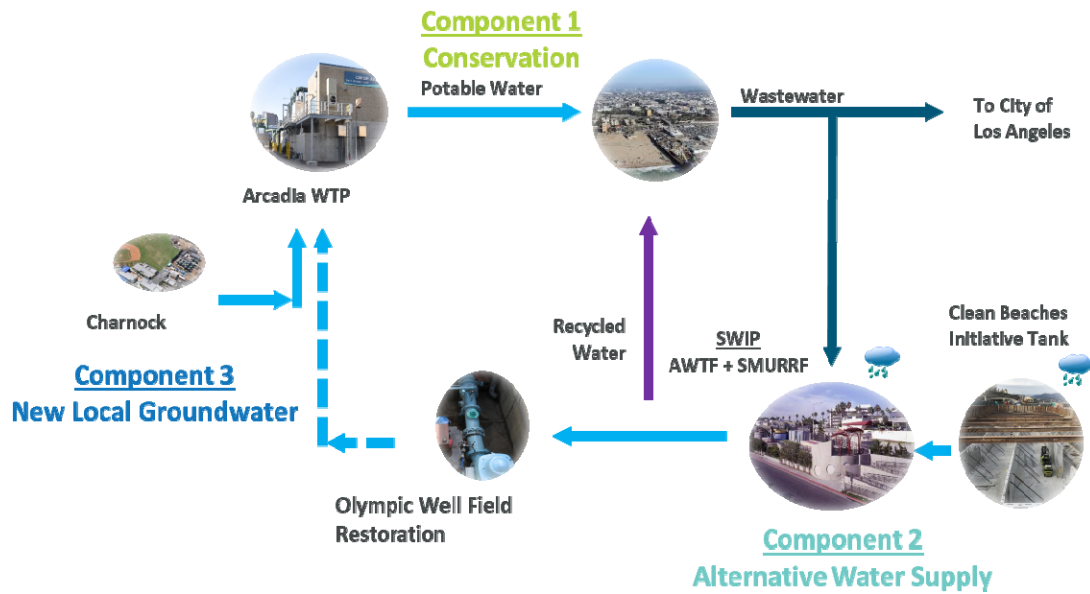 Component 1
Conservation
Potable Water
Wastewater
To City of
Los Angeles
Arcadia WTP
Charnock
Component 3
New Local Groundwater
Recycled
Water
SWIP
AWTF + SMURRF
Clean Beaches
Initiative Tank
Olympic Well Field
Restoration
Component 2
Alternative Water Supply